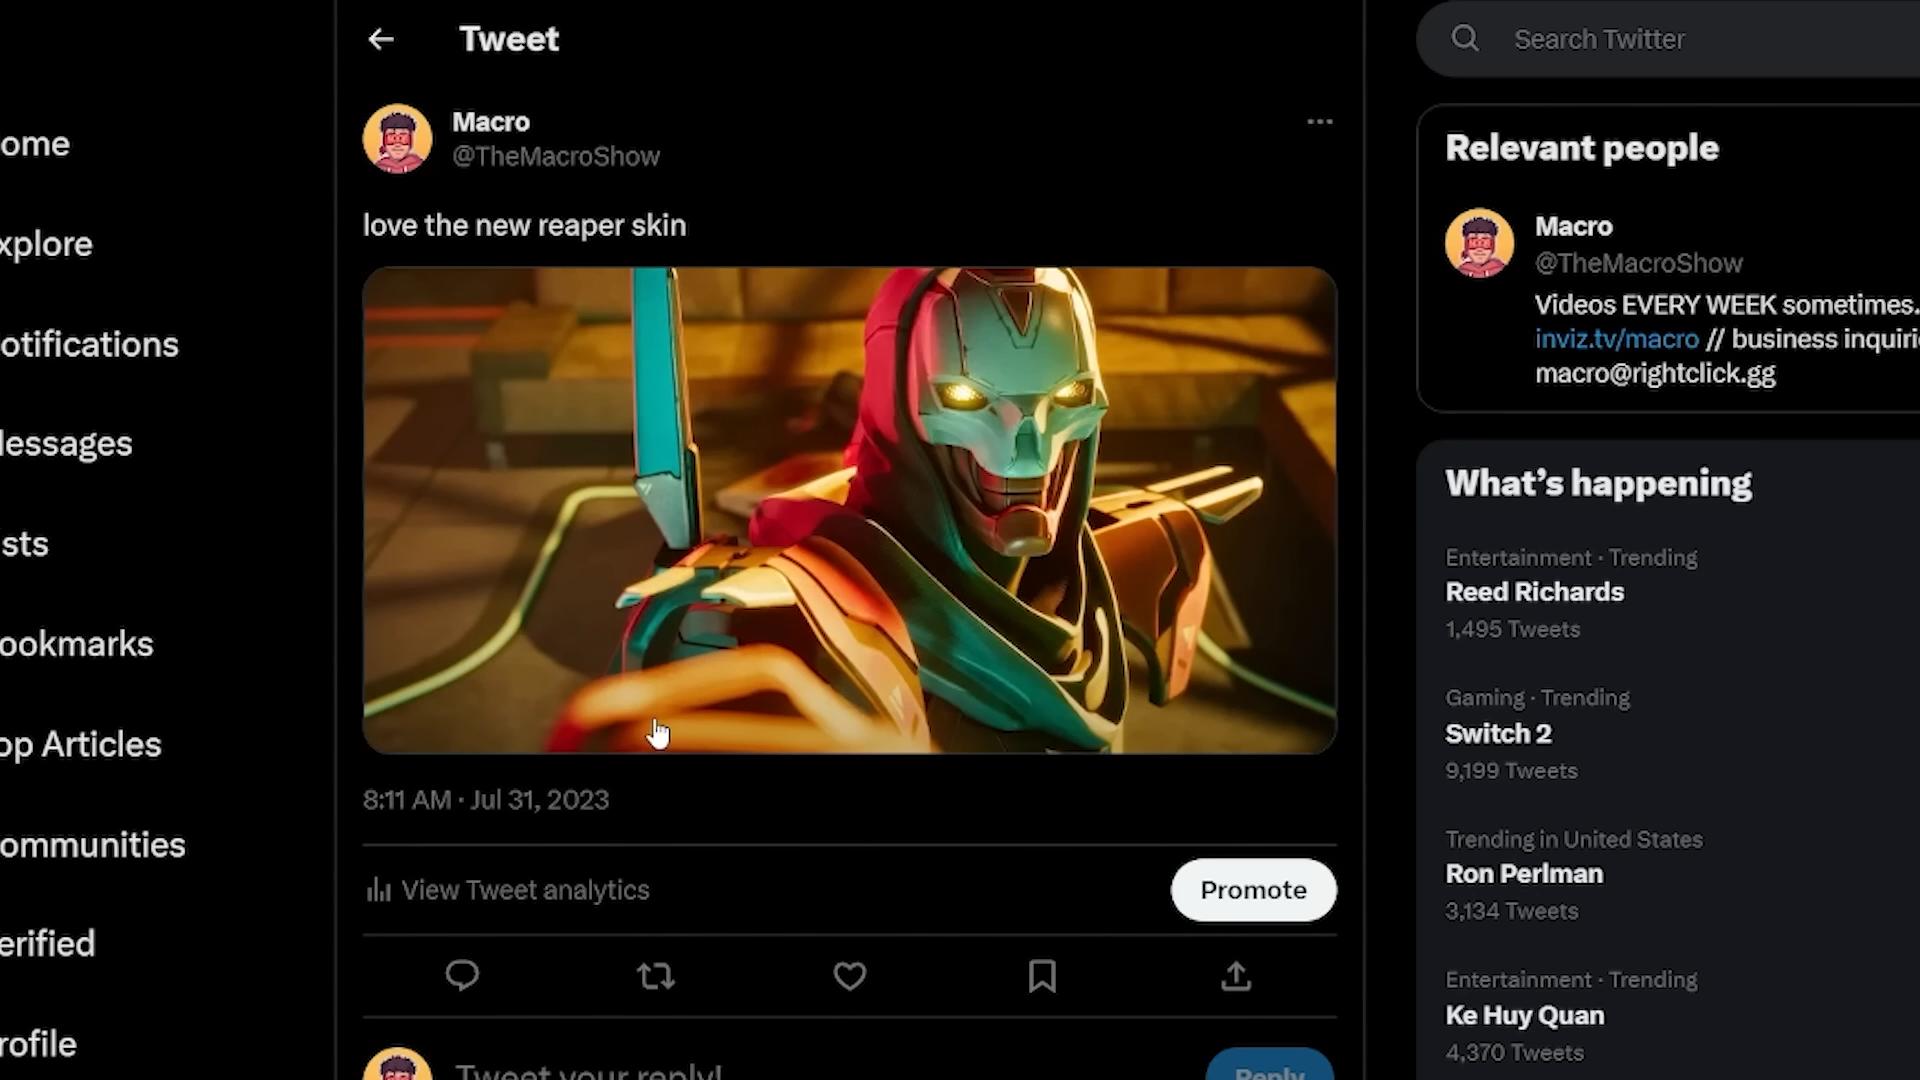 Tweet
Search Twitter
Macro
@TheMacroShow
love the new reaper skin
8:11 AM · Jul 31, 2023
View Tweet analytics
Promote
Tweet your reply!
Reply
ome
xplore
otifications
essages
sts
ookmarks
op Articles
ommunities
erified
rofile
Relevant people
Macro
@TheMacroShow
Videos EVERY WEEK sometimes.
inviz.tv/macro // business inquiri
macro@rightclick.gg
What's happening
Entertainment · Trending
Reed Richards
1,495 Tweets
Gaming · Trending
Switch 2
9,199 Tweets
Trending in United States
Ron Perlman
3,134 Tweets
Entertainment · Trending
Ke Huy Quan
4,370 Tweets